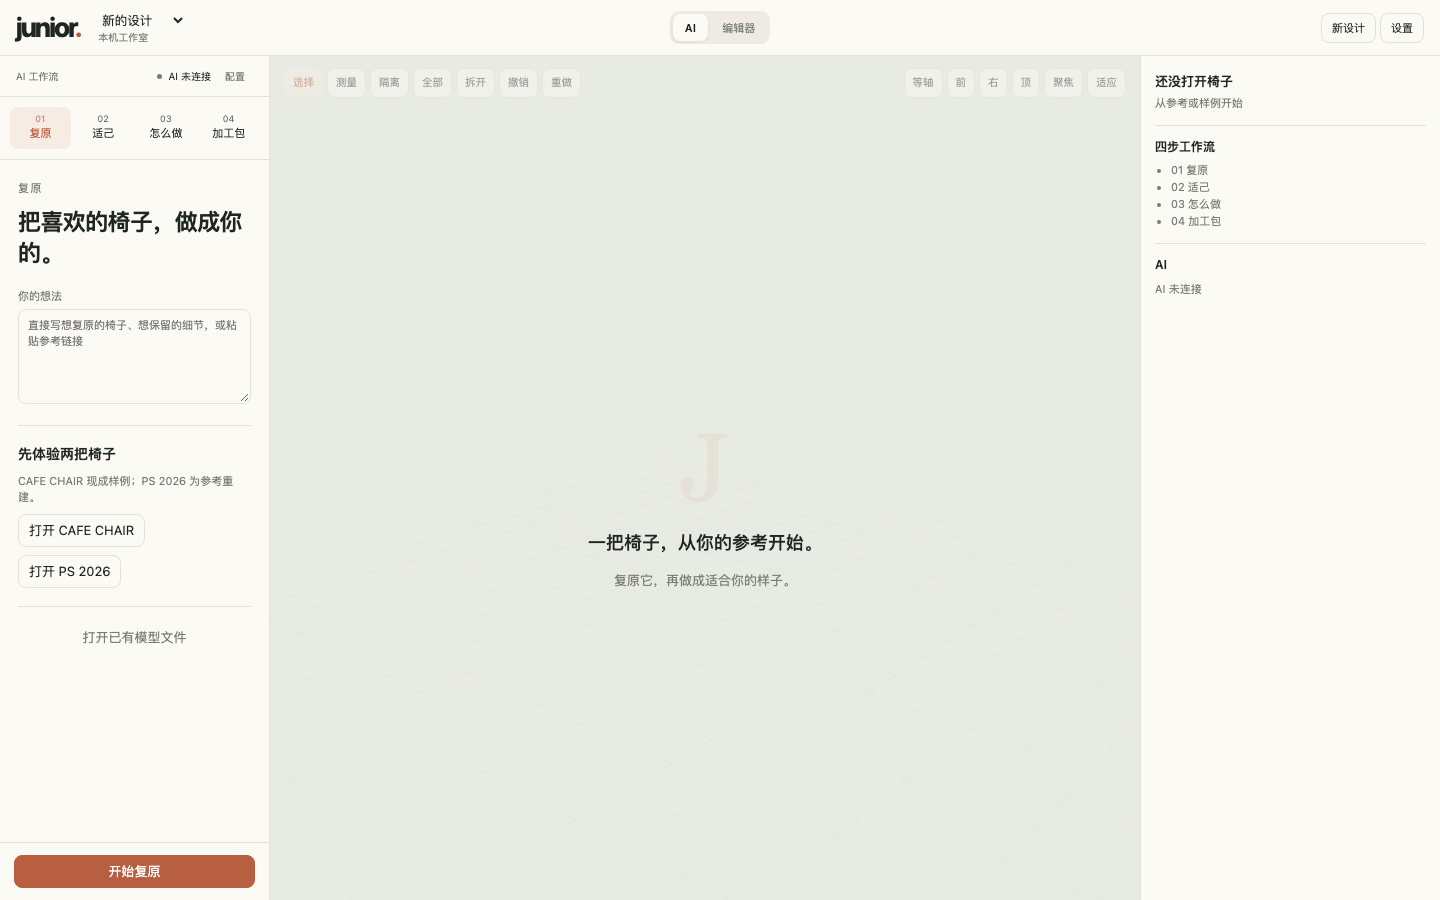 junior.
新的设计
本机工作室
AI
编辑器
新设计
设置
AI 工作流
AI 未连接
配置
01
复原
02
适己
03
怎么做
04
加工包
复原
把喜欢的椅子，做成你
的。
你的想法
直接写想复原的椅子、想保留的细节，或粘
贴参考链接
先体验两把椅子
CAFE CHAIR 现成样例；PS 2026 为参考重
建。
打开 CAFE CHAIR
打开 PS 2026
打开已有模型文件
开始复原
选择
测量
隔离
全部
拆开
撤销
重做
等轴
前
右
顶
聚焦
适应
J
一把椅子，从你的参考开始。
复原它，再做成适合你的样子。
还没打开椅子
从参考或样例开始
四步工作流
01 复原
02 适己
03 怎么做
04 加工包
AI
AI 未连接